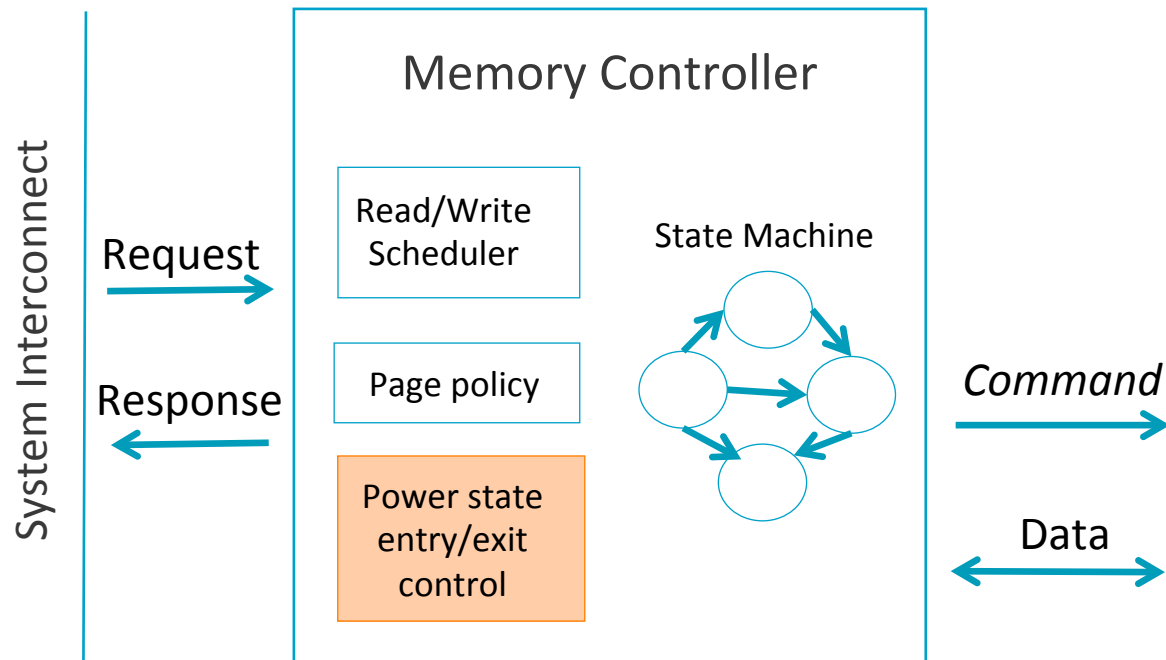 Memory Controller
System Interconnect
Request
Response
Read/Write
Scheduler
Page policy
Power state
entry/exit
control
State Machine
Command
Data